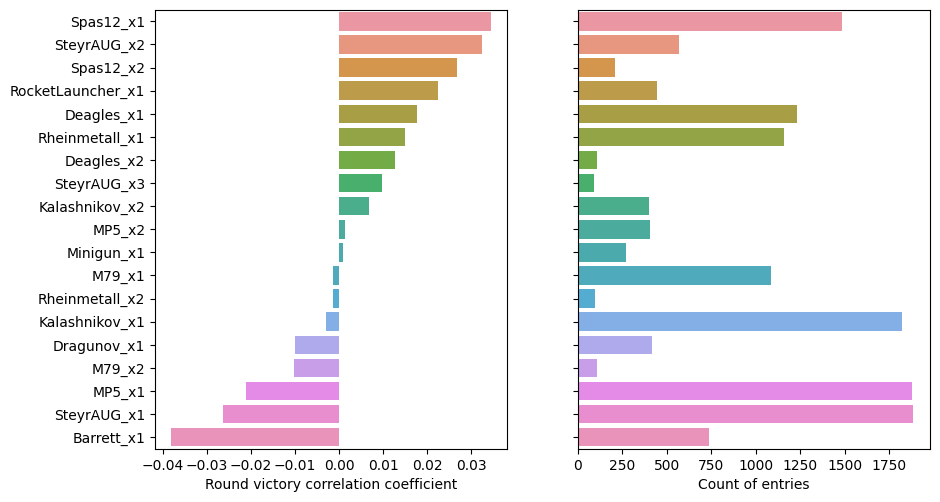 Spas12_x1
SteyrAUG_x2
Spas12_x2
RocketLauncher_x1
Deagles_x1
Rheinmetall_x1
Deagles_x2
SteyrAUG_x3
Kalashnikov_x2
MP5_x2
Minigun_x1
M79_x1
Rheinmetall_x2
Kalashnikov_x1
Dragunov_x1
M79_x2
MP5_x1
SteyrAUG_x1
Barrett_x1
−0.04 −0.03 −0.02 −0.01 0.00 0.01 0.02 0.03
Round victory correlation coefficient
0 250 500 750 1000 1250 1500 1750
Count of entries